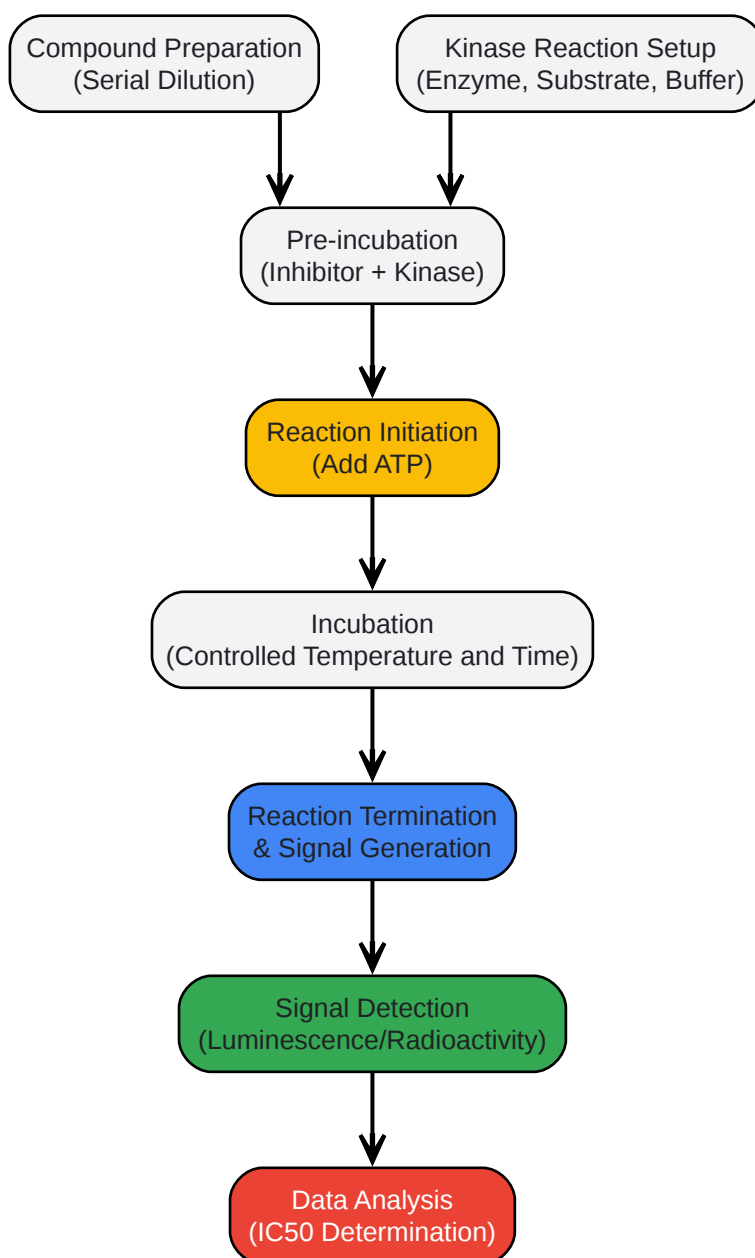 Compound Preparation
(Serial Dilution)
Kinase Reaction Setup
(Enzyme, Substrate, Buffer)
Pre-incubation
(Inhibitor + Kinase)
Reaction Initiation
(Add ATP)
Incubation
(Controlled Temperature and Time)
Reaction Termination
& Signal Generation
Signal Detection
(Luminescence/Radioactivity)
Data Analysis
(IC50 Determination)